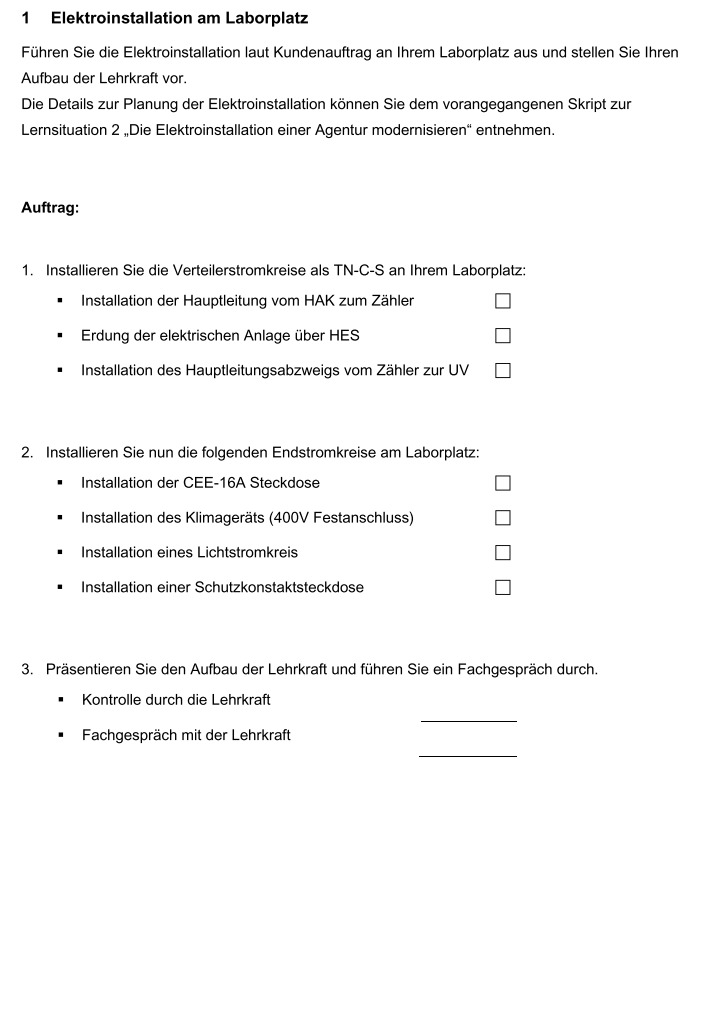 1 Elektroinstallation am Laborplatz
Führen Sie die Elektroinstallation laut Kundenauftrag an Ihrem Laborplatz aus und stellen Sie Ihren
Aufbau der Lehrkraft vor.
Die Details zur Planung der Elektroinstallation können Sie dem vorangegangenen Skript zur
Lernsituation 2 „Die Elektroinstallation einer Agentur modernisieren“ entnehmen.
Auftrag:
1. Installieren Sie die Verteilerstromkreise als TN-C-S an Ihrem Laborplatz:
▪ Installation der Hauptleitung vom HAK zum Zähler ☐
▪ Erdung der elektrischen Anlage über HES ☐
▪ Installation des Hauptleitungsabzweigs vom Zähler zur UV ☐
2. Installieren Sie nun die folgenden Endstromkreise am Laborplatz:
▪ Installation der CEE-16A Steckdose ☐
▪ Installation des Klimageräts (400V Festanschluss) ☐
▪ Installation eines Lichtstromkreis ☐
▪ Installation einer Schutzkonstaktsteckdose ☐
3. Präsentieren Sie den Aufbau der Lehrkraft und führen Sie ein Fachgespräch durch.
▪ Kontrolle durch die Lehrkraft
▪ Fachgespräch mit der Lehrkraft